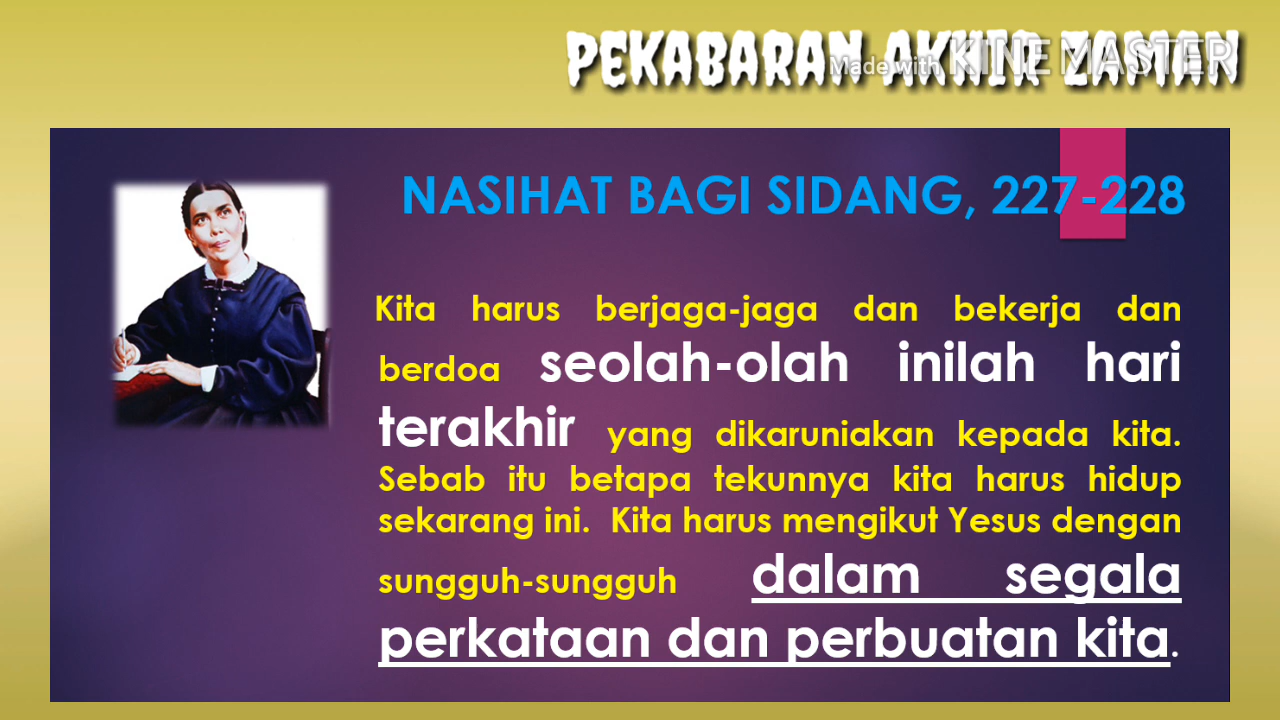 PEKABARAN AKHIR ZAMAN
Made with KINEMASTER
NASIHAT BAGI SIDANG, 227-228
Kita harus berjaga-jaga dan bekerja dan
berdoa seolah-olah inilah hari
terakhir yang dikaruniakan kepada kita.
Sebab itu betapa tekunnya kita harus hidup
sekarang ini. Kita harus mengikut Yesus dengan
sungguh-sungguh dalam segala
perkataan dan perbuatan kita.